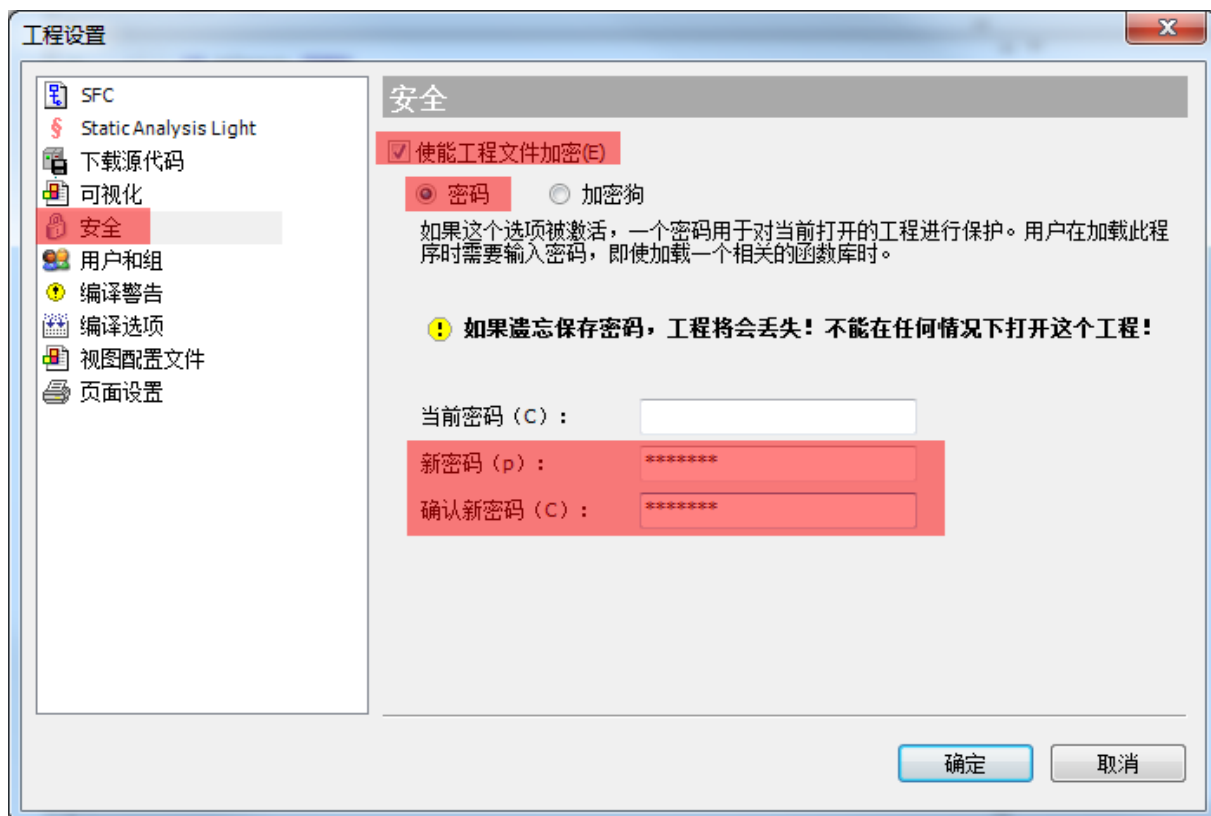 工程设置
SFC
Static Analysis Light
下载源代码
可视化
安全
用户和组
编译警告
编译选项
视图配置文件
页面设置
安全
使能工程文件加密(E)
密码 加密狗
如果这个选项被激活，一个密码用于对当前打开的工程进行保护。用户在加载此程
序时需要输入密码，即使加载一个相关的函数库时。
如果遗忘保存密码，工程将会丢失！不能在任何情况下打开这个工程！
当前密码（C）：
新密码（p）： *******
确认新密码（C）： *******
确定 取消